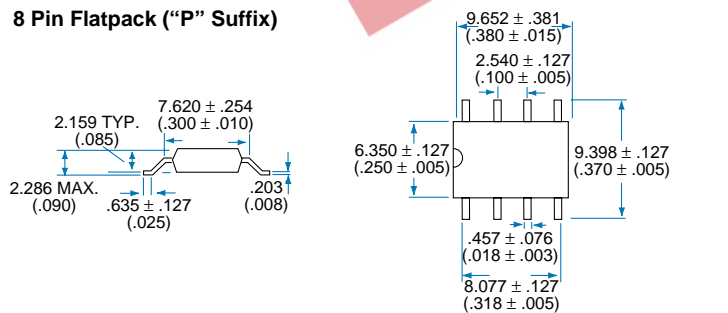 8 Pin Flatpack (“P” Suffix)
9.652 ± .381
(.380 ± .015)
2.540 ± .127
(.100 ± .005)
7.620 ± .254
(.300 ± .010)
2.159 TYP.
(.085)
6.350 ± .127
(.250 ± .005)
9.398 ± .127
(.370 ± .005)
2.286 MAX.
(.090)
.635 ± .127
(.025)
.203
(.008)
.457 ± .076
(.018 ± .003)
8.077 ± .127
(.318 ± .005)